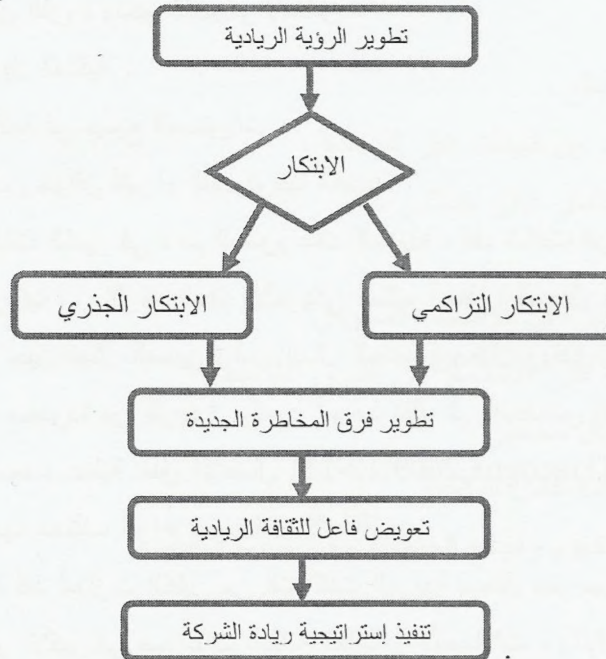 تطوير الرؤية الريادية
الابتكار
الابتكار التراكمي
الابتكار الجذري
تطوير فرق المخاطرة الجديدة
تعويض فاعل للثقافة الريادية
تنفيذ إستراتيجية ريادة الشركة